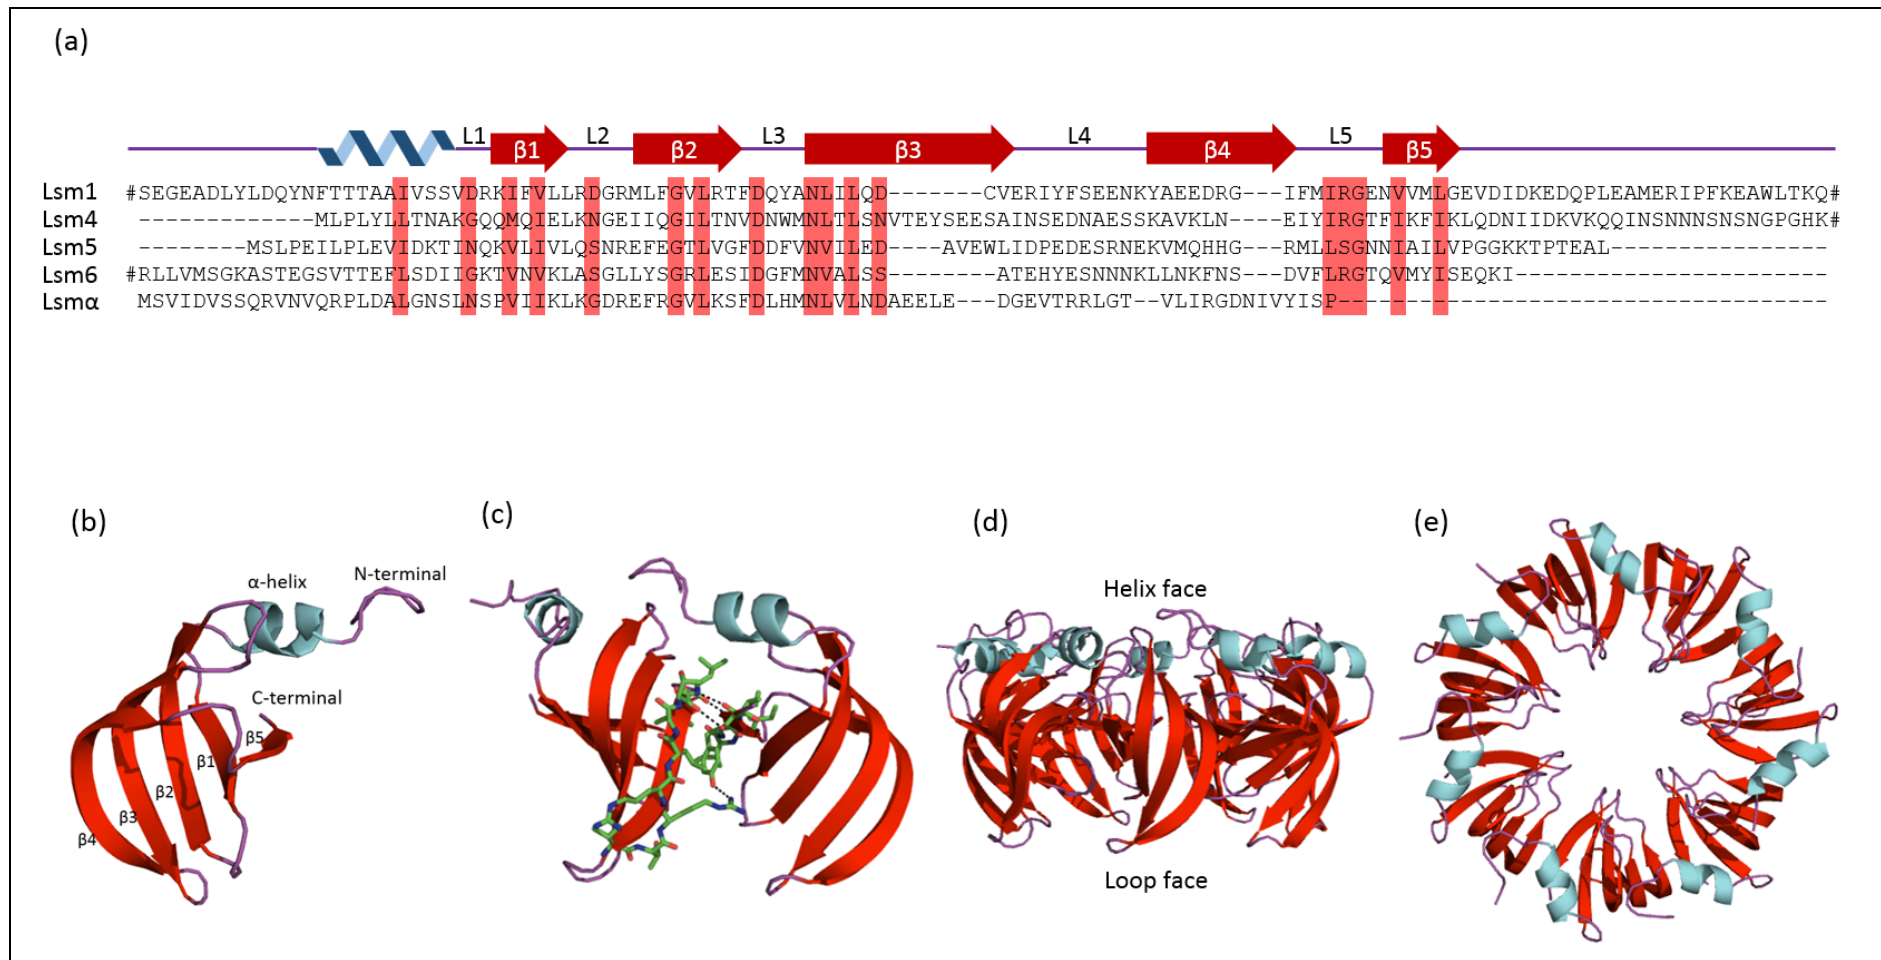 (a)
L1 β1 L2 β2 L3 β3 L4 β4 L5 β5
Lsm1 #SEGEADLYLDQYNFTTTAAIVSSVDRKIFVLLRDGRMLFGVLRTFDQYANLILQD-------CVERIYFSEENKYAEEDRG---IFMIRGENVVMLGEVDIDKEDQPLEAMERIPFKEAWLTKQ#
Lsm4 -------------MLPLYLLTNAKGQQMQIELKNGEIIQGILTNVDNWMNLTLSNVTEYSEESAINSEDNAESSKAVKLN---EIYIRGTFIKFIKLQDNIIDKVKQQINSNNNSNSNGPGHK#
Lsm5 --------MSLPEILPLEVIDKTINQKVLIVLQSNREFEGTLVGFDDFVNVILED----AVEWLIDPEDESRNEKVMQHHG---RMLLSGNNIAILVPGGKKTPTEAL----------------
Lsm6 #RLLVMSGKASTEGSVTTEFLSDIIGKTVNVKLASGLLYSGRLESIDGFMNVALSS--------ATEHYESNNNKLLNKFNS---DVFLRGTQVMYISEQKI-----------------------
Lsmα MSVIDVSSQRVNVQRPLDALGNSLNSPVIIKLKGDREFRGVLKSFDLHMNLVLNDAEELE---DGEVTRRLGT--VLIRGDNIVYISP------------------------------------
(b)
(c)
(d)
(e)
α-helix
N-terminal
C-terminal
β5
β1
β2
β3
β4
Helix face
Loop face